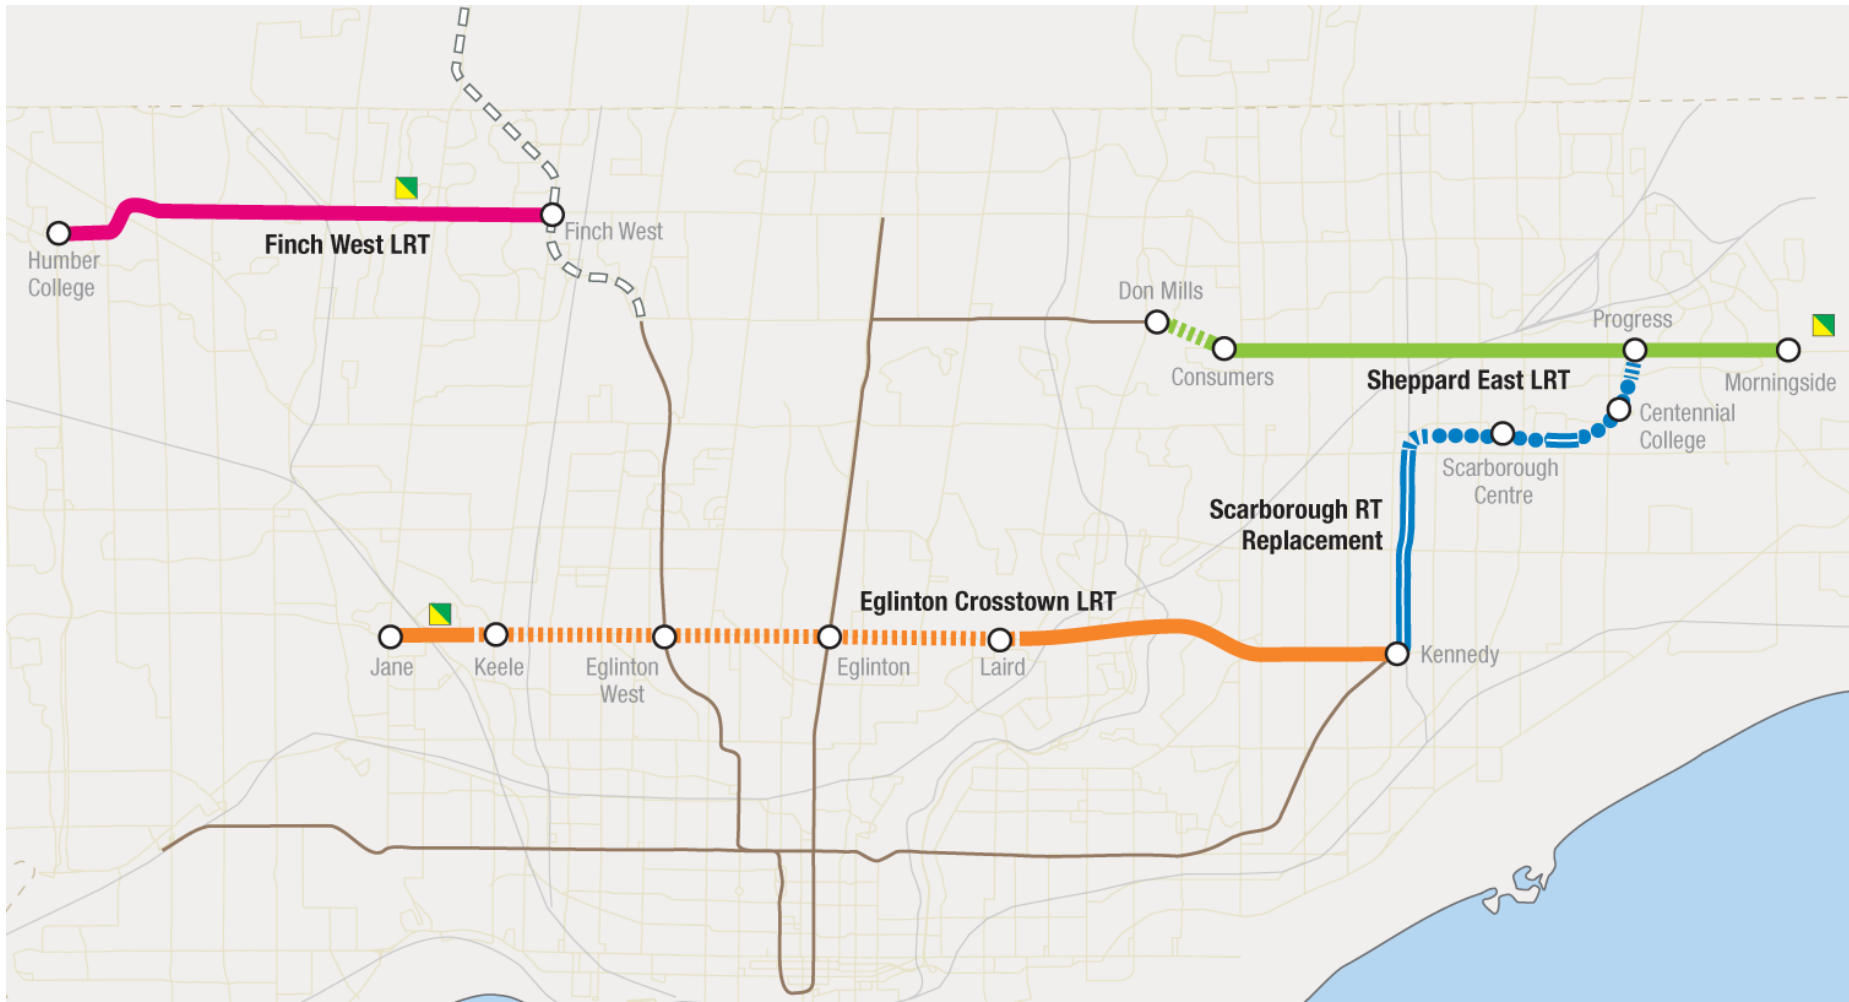 Finch West
Finch West LRT
Humber
College
Don Mills
Progress
Consumers
Sheppard East LRT
Morningside
Centennial
College
Scarborough
Centre
Scarborough RT
Replacement
Eglinton Crosstown LRT
Jane
Keele
Eglinton
West
Eglinton
Laird
Kennedy